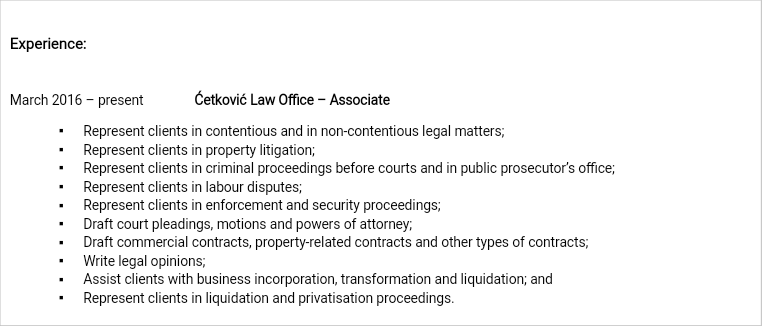 Experience:
March 2016 – present Ćetković Law Office – Associate
▪ Represent clients in contentious and in non-contentious legal matters;
▪ Represent clients in property litigation;
▪ Represent clients in criminal proceedings before courts and in public prosecutor’s office;
▪ Represent clients in labour disputes;
▪ Represent clients in enforcement and security proceedings;
▪ Draft court pleadings, motions and powers of attorney;
▪ Draft commercial contracts, property-related contracts and other types of contracts;
▪ Write legal opinions;
▪ Assist clients with business incorporation, transformation and liquidation; and
▪ Represent clients in liquidation and privatisation proceedings.